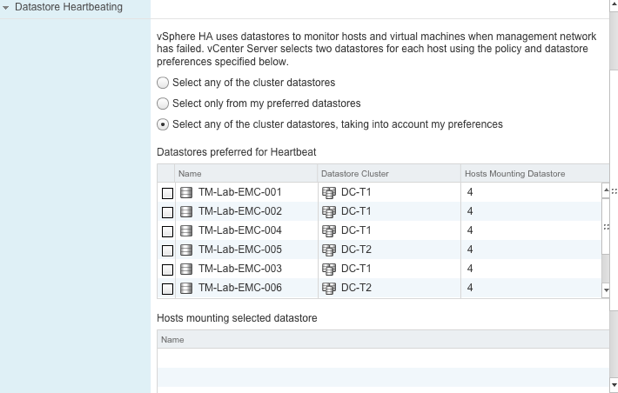 Datastore Heartbeating
vSphere HA uses datastores to monitor hosts and virtual machines when management network
has failed. vCenter Server selects two datastores for each host using the policy and datastore
preferences specified below.
Select any of the cluster datastores
Select only from my preferred datastores
Select any of the cluster datastores, taking into account my preferences
Datastores preferred for Heartbeat
Name Datastore Cluster Hosts Mounting Datastore
TM-Lab-EMC-001 DC-T1 4
TM-Lab-EMC-002 DC-T1 4
TM-Lab-EMC-004 DC-T1 4
TM-Lab-EMC-005 DC-T2 4
TM-Lab-EMC-003 DC-T1 4
TM-Lab-EMC-006 DC-T2 4
Hosts mounting selected datastore
Name